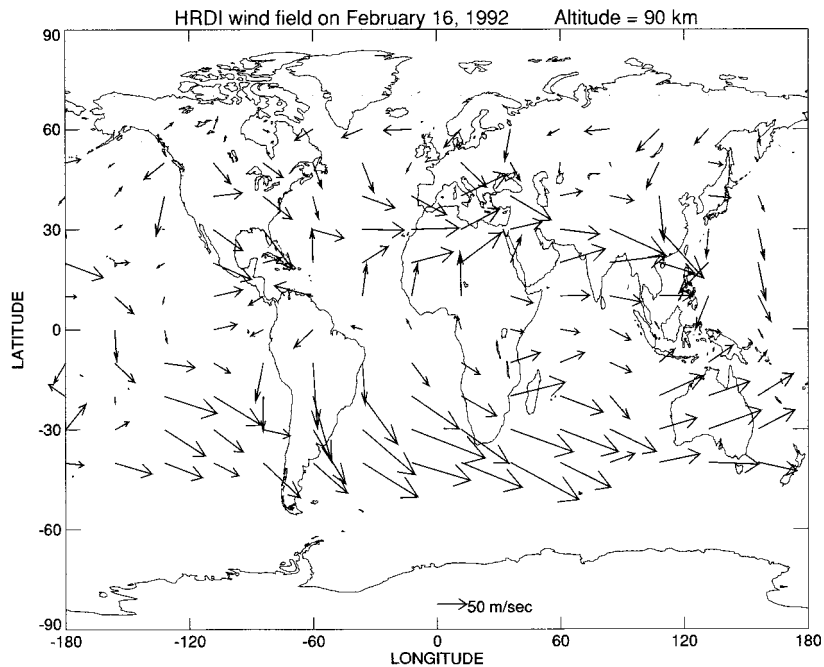 HRDI wind field on February 16, 1992 Altitude = 90 km
90
60
30
0
-30
-60
-90
LATITUDE
50 m/sec
-180 -120 -60 0 60 120 180
LONGITUDE